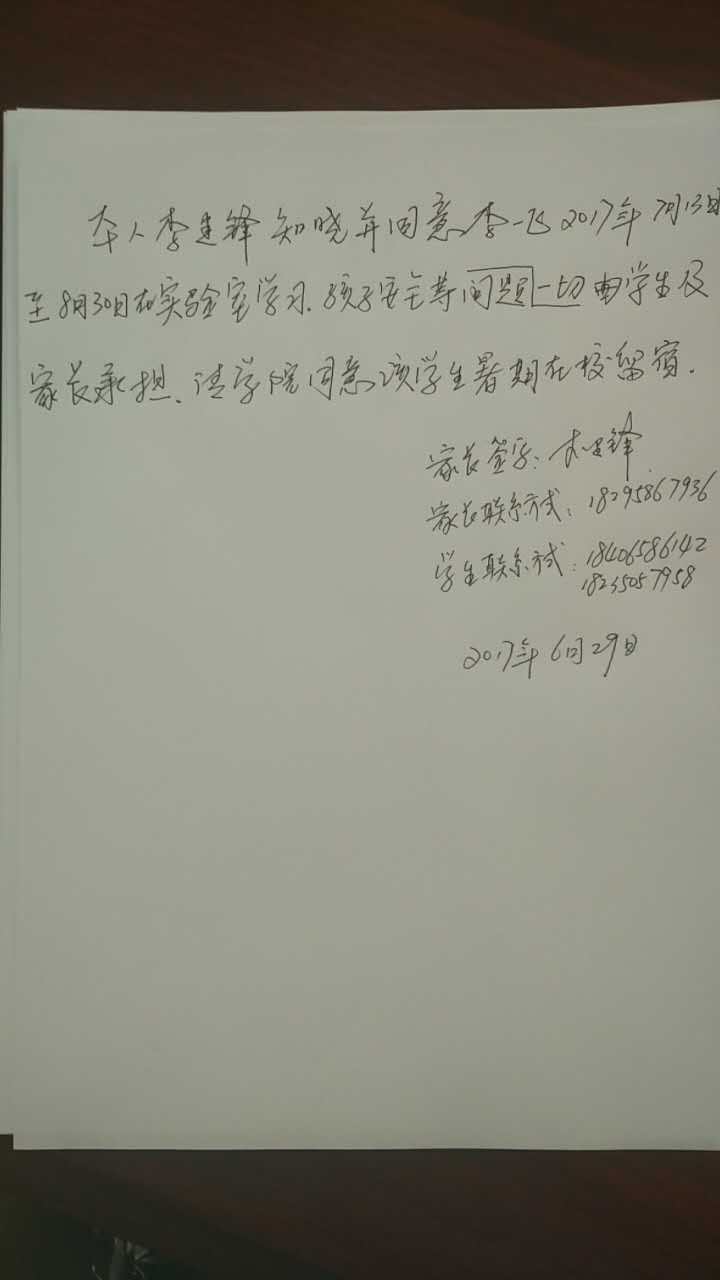 本人李建锋知晓并同意李一飞2017年7月13日
至8月30日在实验室学习.孩子安全等问题一切由学生及
家长承担、请学院同意该学生暑期在校留宿.
家长签字:李建锋
家长联系方式:18295867936
学生联系方式:18406586142
18235057958
2017年6月29日